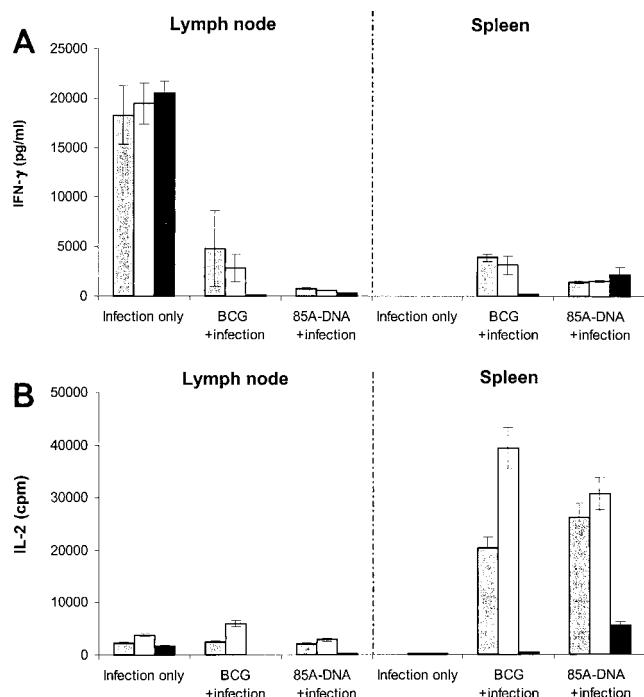 Lymph node Spleen
A
25000
20000
15000
10000
5000
0
IFN-γ (pg/ml)
Infection only BCG 85A-DNA Infection only BCG 85A-DNA
+infection +infection +infection +infection
Lymph node Spleen
B
50000
40000
30000
20000
10000
0
IL-2 (cpm)
Infection only BCG 85A-DNA Infection only BCG 85A-DNA
+infection +infection +infection +infection